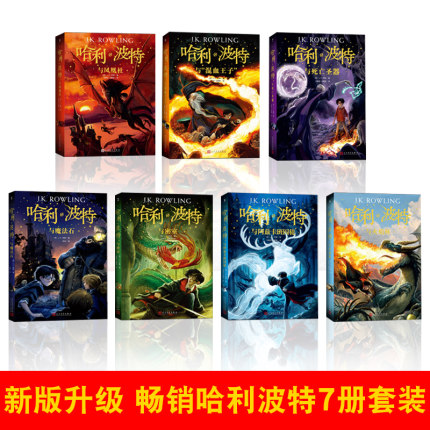 J.K. ROWLING
哈利·波特
与凤凰社
J.K. ROWLING
哈利·波特
与"混血王子"
J.K. ROWLING
哈利·波特
与死亡圣器
J.K. ROWLING
哈利·波特
与魔法石
J.K. ROWLING
哈利·波特
与密室
J.K. ROWLING
哈利·波特
与阿兹卡班囚徒
J.K. ROWLING
哈利·波特
新版升级 畅销哈利波特7册套装